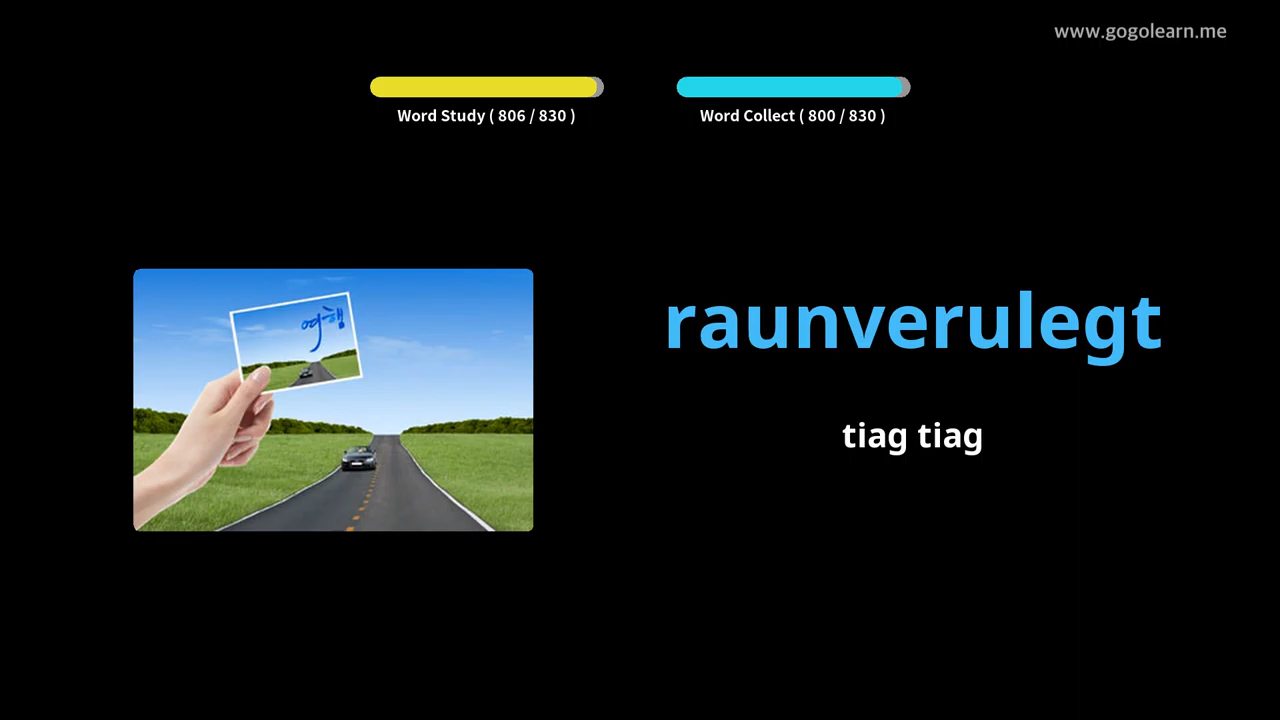 www.gogolearn.me
Word Study ( 806 / 830 )
Word Collect ( 800 / 830 )
여행
raunverulegt
tiag tiag